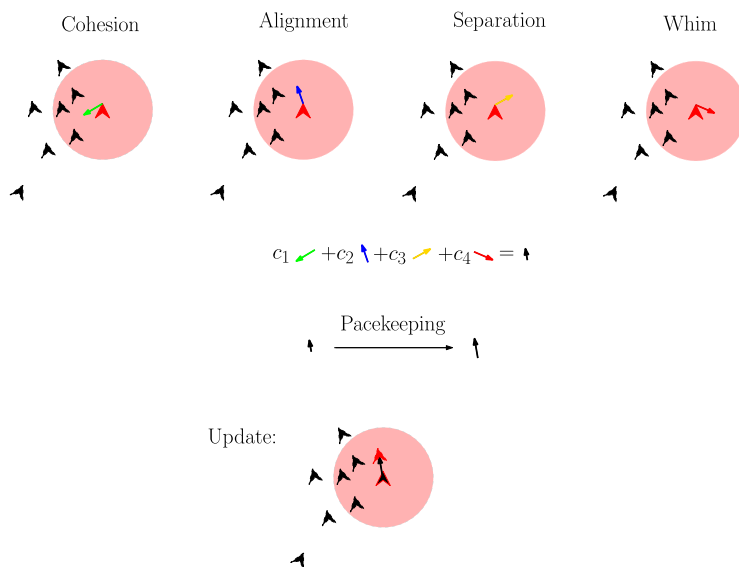 Cohesion
Alignment
Separation
Whim
c₁ +c₂ +c₃ +c₄ =
Pacekeeping
Update: